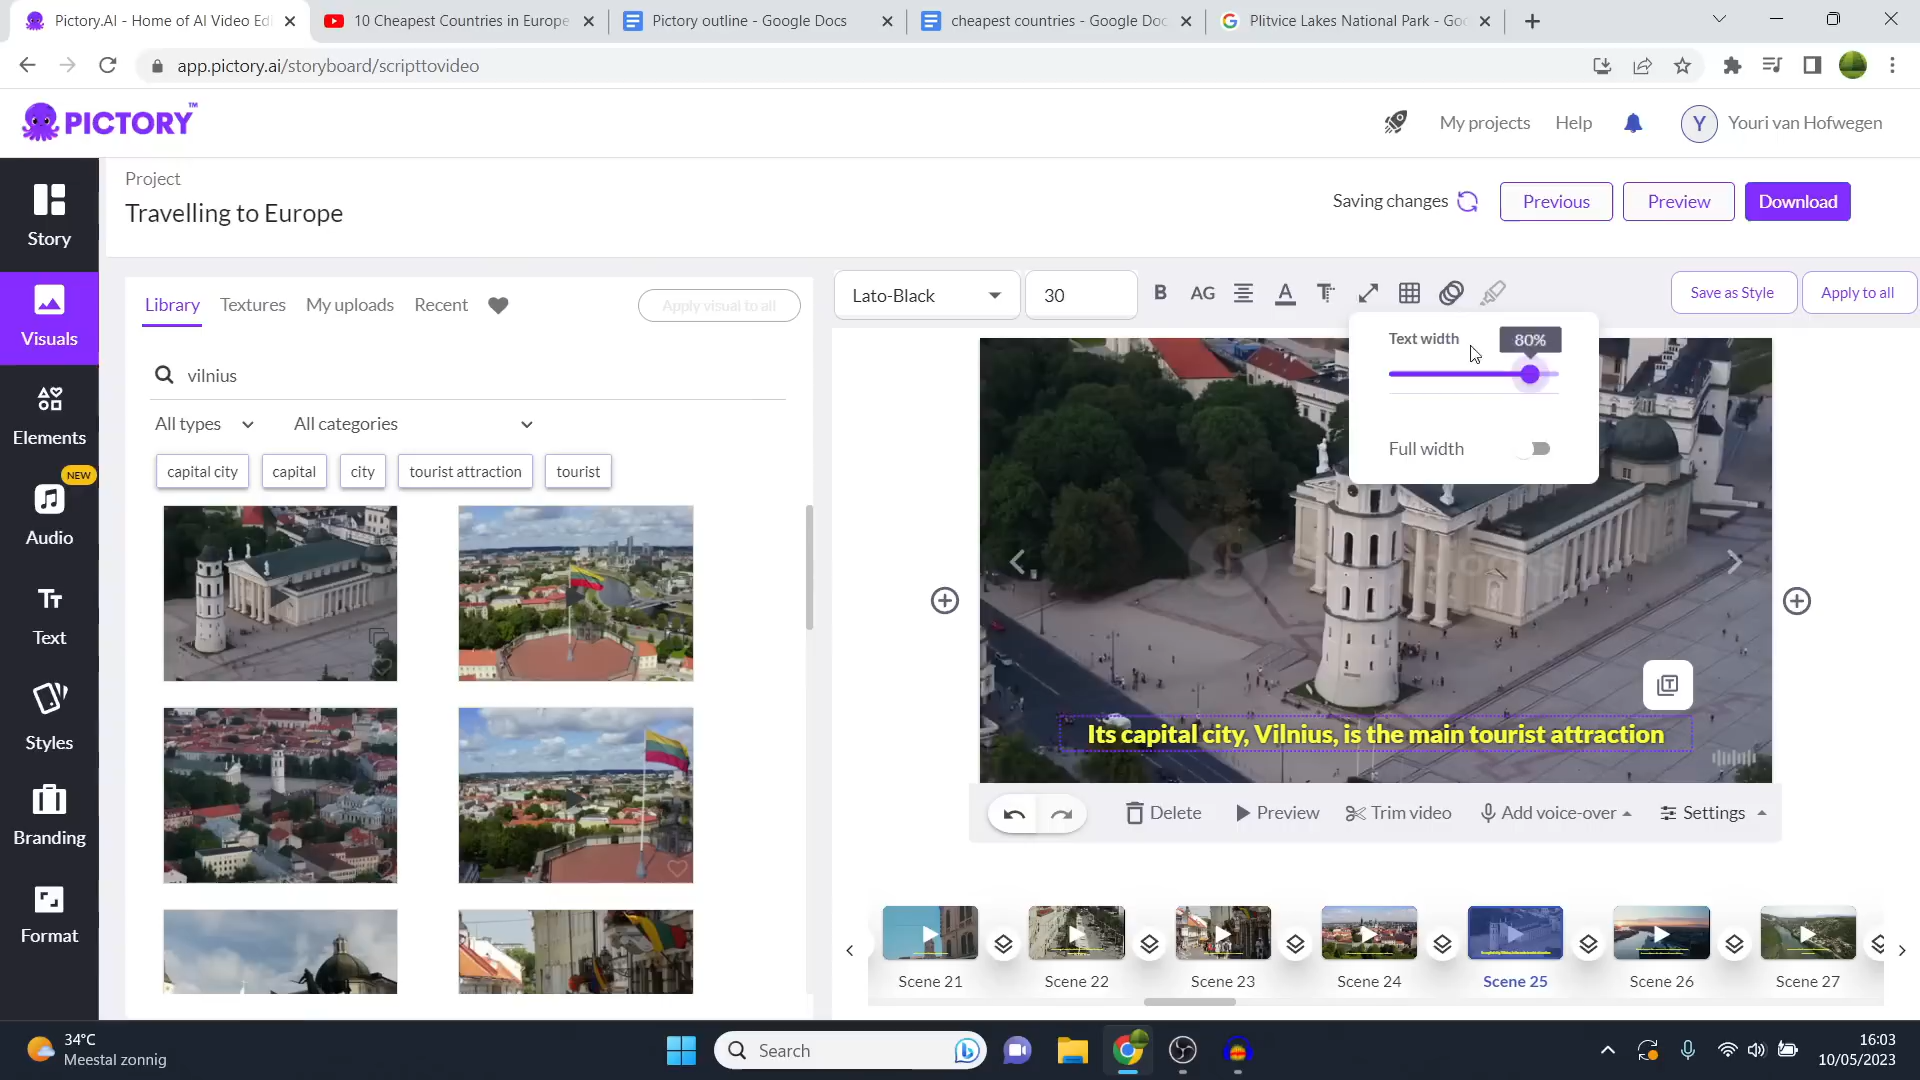 Pictory.AI - Home of AI Video Edi
10 Cheapest Countries in Europe
Pictory outline - Google Docs
cheapest countries - Google Doc
Plitvice Lakes National Park - Goo
app.pictory.ai/storyboard/scripttovideo
PICTORY™
My projects
Help
Y
Youri van Hofwegen
Project
Travelling to Europe
Saving changes
Previous
Preview
Download
Story
Visuals
Elements
NEW
Audio
Text
Styles
Branding
Format
Library
Textures
My uploads
Recent
Apply visual to all
vilnius
All types
All categories
capital city
capital
city
tourist attraction
tourist
Lato-Black
30
B
AG
A
Save as Style
Apply to all
Text width
80%
Full width
Its capital city, Vilnius, is the main tourist attraction
Delete
Preview
Trim video
Add voice-over
Settings
Scene 21
Scene 22
Scene 23
Scene 24
Scene 25
Scene 26
Scene 27
34°C
Meestal zonnig
Search
16:03
10/05/2023